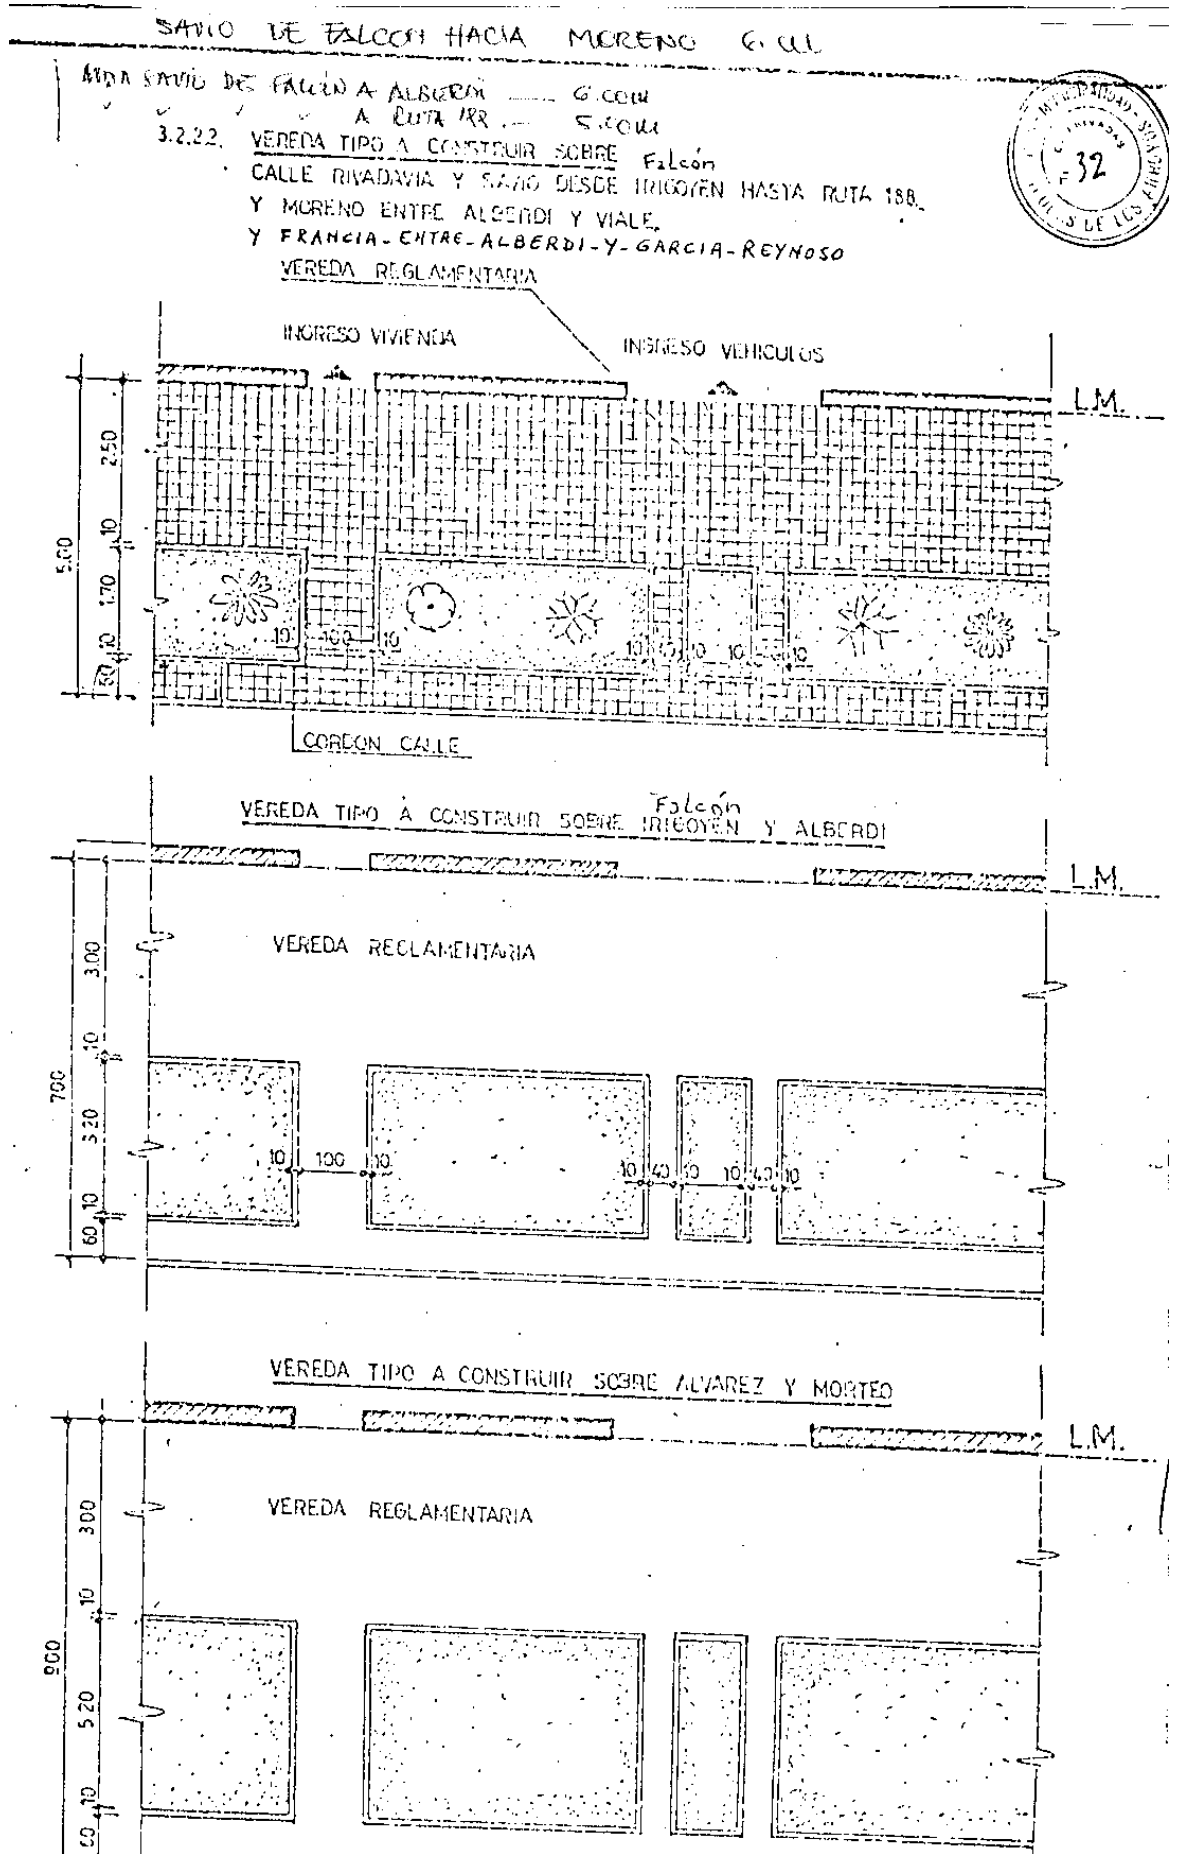 SAVIO DE FALCON HACIA MORENO 6.
AVDA SAVIO DE FALCON A ALBERDI 6.00M
A RUTA 188 5.00M
3.2.2.2. VEREDA TIPO A CONSTRUIR SOBRE Falcón
CALLE RIVADAVIA Y SAVIO DESDE IRIGOYEN HASTA RUTA 188.
Y MORENO ENTRE ALBERDI Y VIALE.
Y FRANCIA-ENTRE-ALBERDI-Y-GARCIA-REYNOSO
VEREDA REGLAMENTARIA
32
INGRESO VIVIENDA
INGRESO VEHICULOS
L.M.
2.50
10
5.00
1.70
10
60
10 100 10
10 40 10 10 40 10
CORDON CALLE
Falcón
VEREDA TIPO A CONSTRUIR SOBRE IRIGOYEN Y ALBERDI
L.M.
VEREDA REGLAMENTARIA
3.00
10
700
3 20
10
60
10 100 10
10 40 10 10 40 10
VEREDA TIPO A CONSTRUIR SOBRE ALVAREZ Y MORTEO
L.M.
VEREDA REGLAMENTARIA
3 00
10
900
5 20
10
60